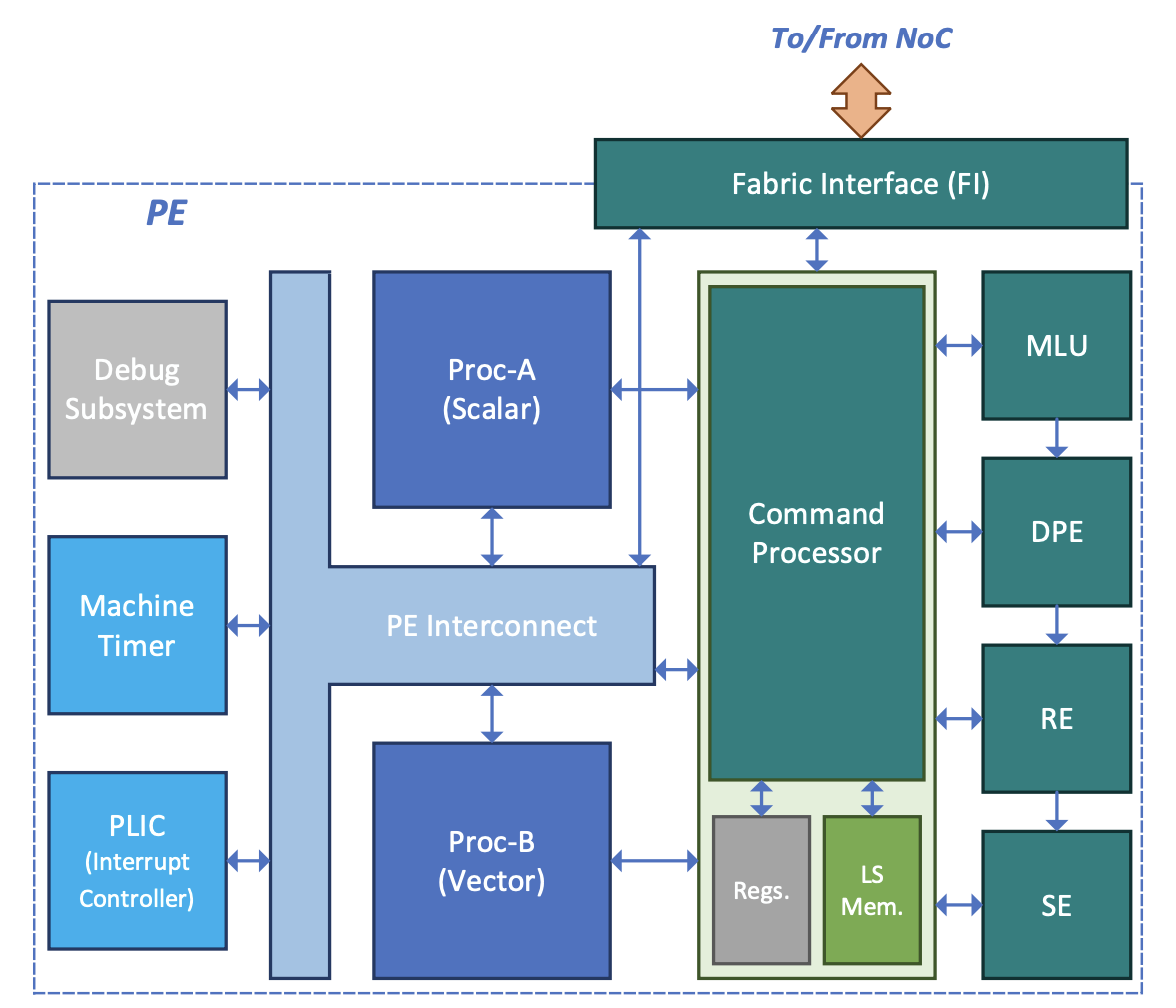 To/From NoC
Fabric Interface (FI)
PE
Debug
Subsystem
Proc-A
(Scalar)
MLU
Command
Processor
DPE
Machine
Timer
PE Interconnect
RE
PLIC
(Interrupt
Controller)
Proc-B
(Vector)
Regs.
LS
Mem.
SE